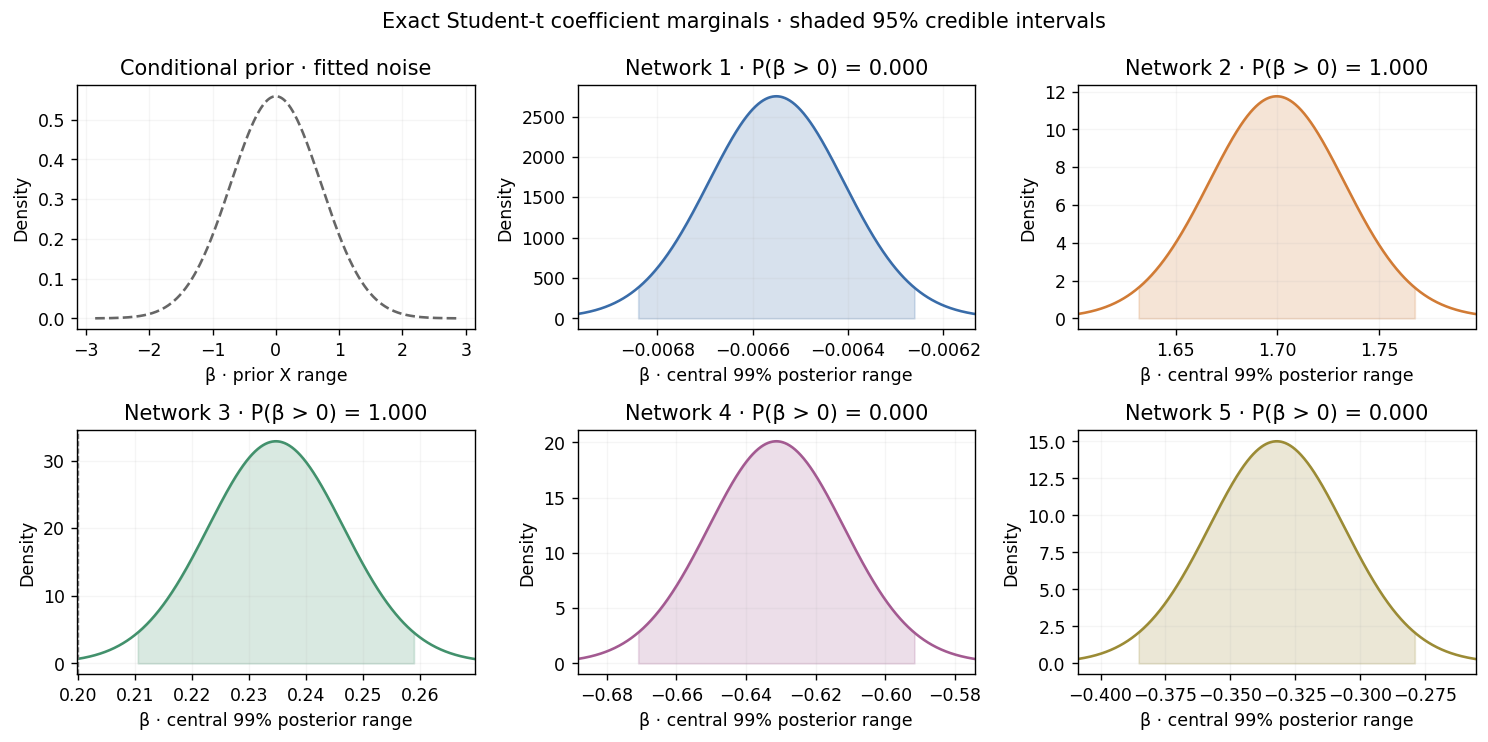 Exact Student-t coefficient marginals · shaded 95% credible intervals
Conditional prior · fitted noise
Density
0.5
0.4
0.3
0.2
0.1
0.0
−3 −2 −1 0 1 2 3
β · prior X range
Network 1 · P(β > 0) = 0.000
Density
2500
2000
1500
1000
500
0
−0.0068 −0.0066 −0.0064 −0.0062
β · central 99% posterior range
Network 2 · P(β > 0) = 1.000
Density
12
10
8
6
4
2
0
1.65 1.70 1.75
β · central 99% posterior range
Network 3 · P(β > 0) = 1.000
Density
30
20
10
0
0.20 0.21 0.22 0.23 0.24 0.25 0.26
β · central 99% posterior range
Network 4 · P(β > 0) = 0.000
Density
20
15
10
5
0
−0.68 −0.66 −0.64 −0.62 −0.60 −0.58
β · central 99% posterior range
Network 5 · P(β > 0) = 0.000
Density
15.0
12.5
10.0
7.5
5.0
2.5
0.0
−0.400 −0.375 −0.350 −0.325 −0.300 −0.275
β · central 99% posterior range